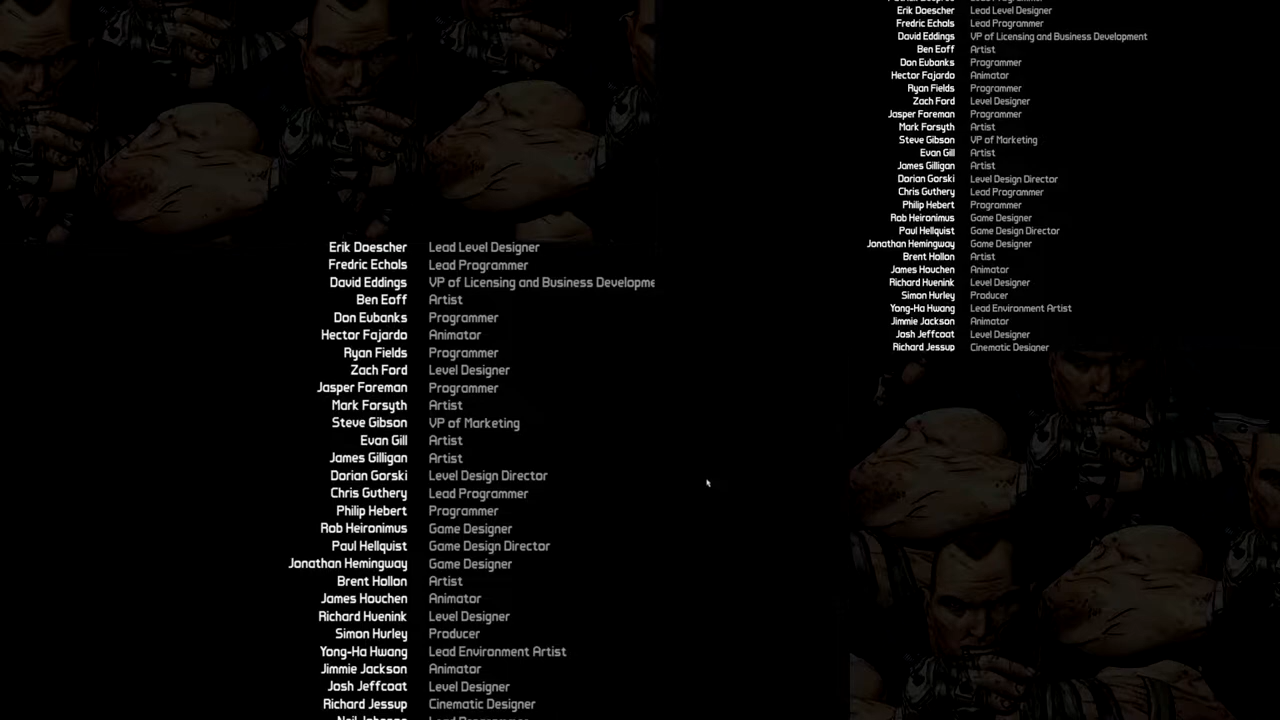 Erik Doescher Lead Level Designer
Fredric Echols Lead Programmer
David Eddings VP of Licensing and Business Developme
Ben Eoff Artist
Don Eubanks Programmer
Hector Fajardo Animator
Ryan Fields Programmer
Zach Ford Level Designer
Jasper Foreman Programmer
Mark Forsyth Artist
Steve Gibson VP of Marketing
Evan Gill Artist
James Gilligan Artist
Dorian Gorski Level Design Director
Chris Guthery Lead Programmer
Philip Hebert Programmer
Rob Heironimus Game Designer
Paul Hellquist Game Design Director
Jonathan Hemingway Game Designer
Brent Hollon Artist
James Houchen Animator
Richard Huenink Level Designer
Simon Hurley Producer
Yong-Ha Hwang Lead Environment Artist
Jimmie Jackson Animator
Josh Jeffcoat Level Designer
Richard Jessup Cinematic Designer
Erik Doescher Lead Level Designer
Fredric Echols Lead Programmer
David Eddings VP of Licensing and Business Development
Ben Eoff Artist
Don Eubanks Programmer
Hector Fajardo Animator
Ryan Fields Programmer
Zach Ford Level Designer
Jasper Foreman Programmer
Mark Forsyth Artist
Steve Gibson VP of Marketing
Evan Gill Artist
James Gilligan Artist
Dorian Gorski Level Design Director
Chris Guthery Lead Programmer
Philip Hebert Programmer
Rob Heironimus Game Designer
Paul Hellquist Game Design Director
Jonathan Hemingway Game Designer
Brent Hollon Artist
James Houchen Animator
Richard Huenink Level Designer
Simon Hurley Producer
Yong-Ha Hwang Lead Environment Artist
Jimmie Jackson Animator
Josh Jeffcoat Level Designer
Richard Jessup Cinematic Designer